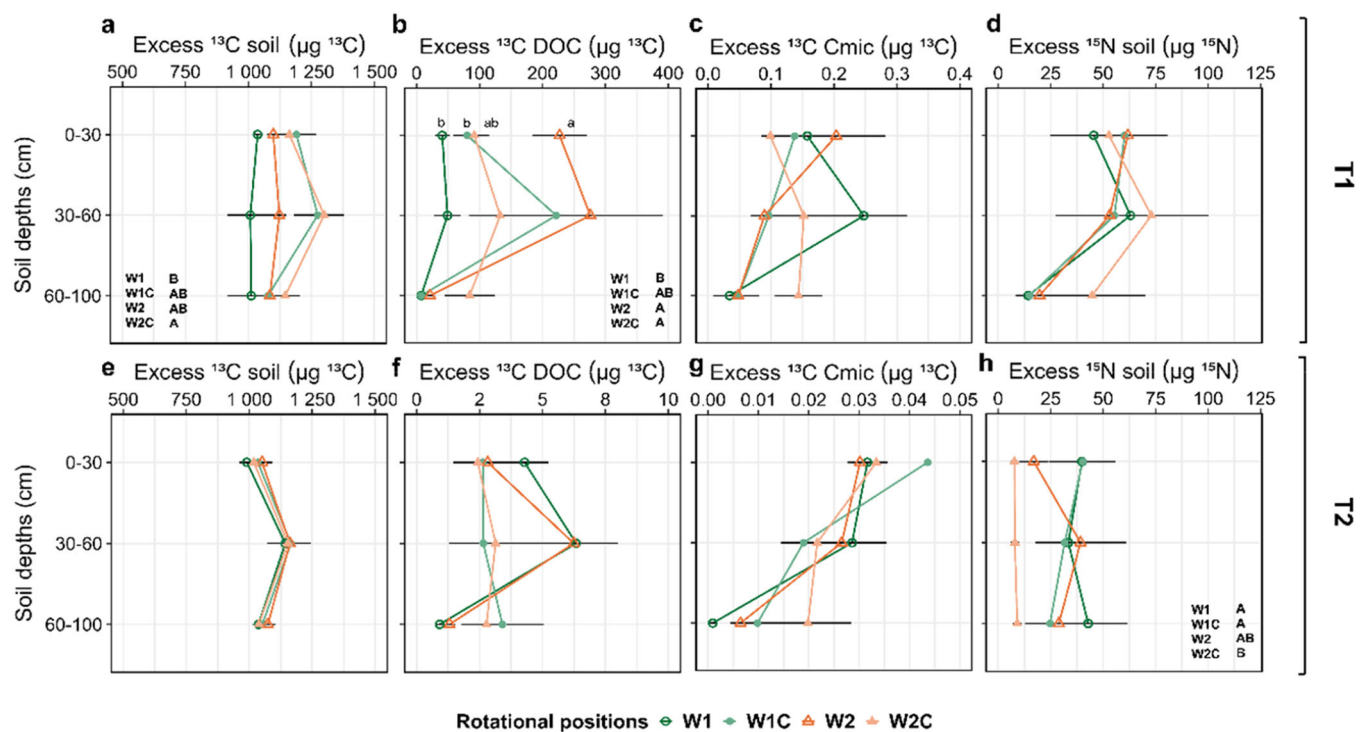 a b c d
Excess ¹³C soil (µg ¹³C) Excess ¹³C DOC (µg ¹³C) Excess ¹³C Cmic (µg ¹³C) Excess ¹⁵N soil (µg ¹⁵N)
500 750 1 000 1 250 1 500 0 100 200 300 400 0.0 0.1 0.2 0.3 0.4 0 25 50 75 100 125
Soil depths (cm)
0-30
30-60
60-100
b b ab a
W1 B
W1C AB
W2 AB
W2C A
W1 B
W1C AB
W2 A
W2C A
T1
e f g h
Excess ¹³C soil (µg ¹³C) Excess ¹³C DOC (µg ¹³C) Excess ¹³C Cmic (µg ¹³C) Excess ¹⁵N soil (µg ¹⁵N)
500 750 1 000 1 250 1 500 0 2 5 8 10 0.00 0.01 0.02 0.03 0.04 0.05 0 25 50 75 100 125
Soil depths (cm)
0-30
30-60
60-100
W1 A
W1C A
W2 AB
W2C B
T2
Rotational positions W1 W1C W2 W2C